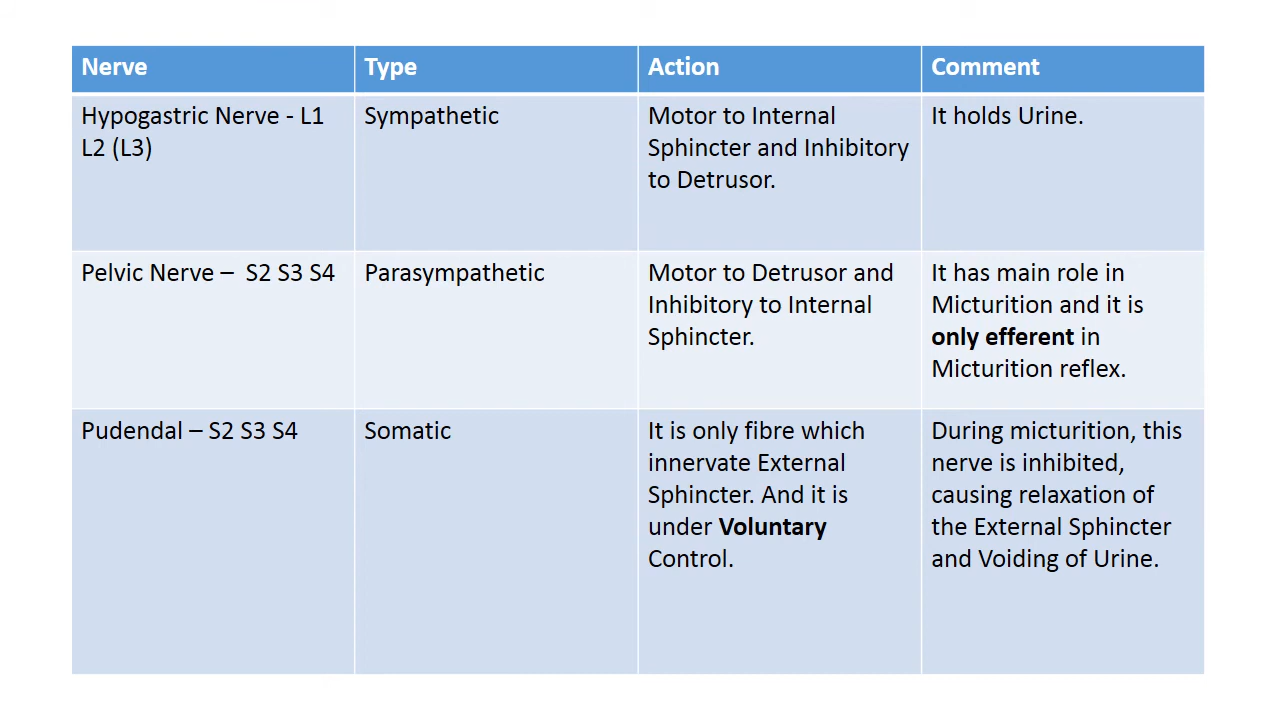 Nerve Type Action Comment
Hypogastric Nerve - L1
L2 (L3)
Sympathetic
Motor to Internal
Sphincter and Inhibitory
to Detrusor.
It holds Urine.
Pelvic Nerve – S2 S3 S4
Parasympathetic
Motor to Detrusor and
Inhibitory to Internal
Sphincter.
It has main role in
Micturition and it is
only efferent in
Micturition reflex.
Pudendal – S2 S3 S4
Somatic
It is only fibre which
innervate External
Sphincter. And it is
under Voluntary
Control.
During micturition, this
nerve is inhibited,
causing relaxation of
the External Sphincter
and Voiding of Urine.